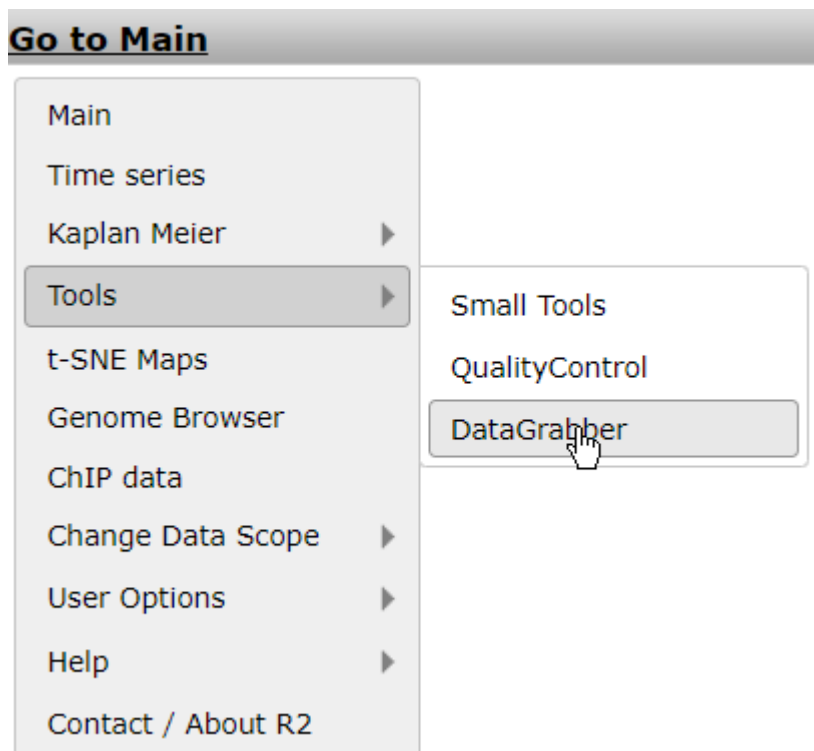 Go to Main
Main
Time series
Kaplan Meier
Tools
Small Tools
QualityControl
DataGrabber
t-SNE Maps
Genome Browser
ChIP data
Change Data Scope
User Options
Help
Contact / About R2